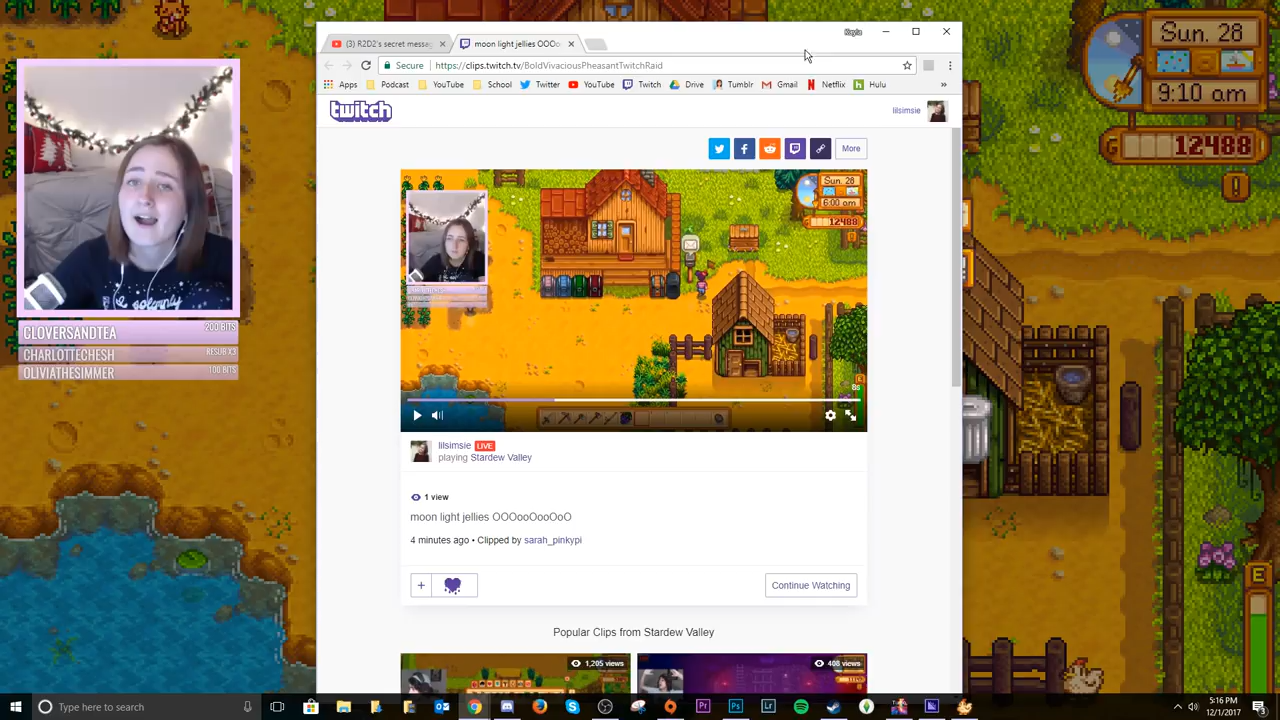 Kayla
(3) R2D2's secret messag
moon light jellies OOOo
Secure
https://clips.twitch.tv/BoldVivaciousPheasantTwitchRaid
Apps
Podcast
YouTube
School
Twitter
YouTube
Twitch
Drive
Tumblr
Gmail
Netflix
Hulu
»
Sun. 28
9:10 am
12488
twitch
lilsimsie
More
Sun. 28
6:00 am
12488
CLOVERSANDTEA 200 BITS
CHARLOTTECHESH RESUB X3
OLIVIATHESIMMER 100 BITS
lilsimsie LIVE
playing Stardew Valley
1 view
moon light jellies OOOooOooOoO
4 minutes ago • Clipped by sarah_pinkypi
+
Continue Watching
Popular Clips from Stardew Valley
1,205 views
408 views
E
Type here to search
5:16 PM
12/1/2017